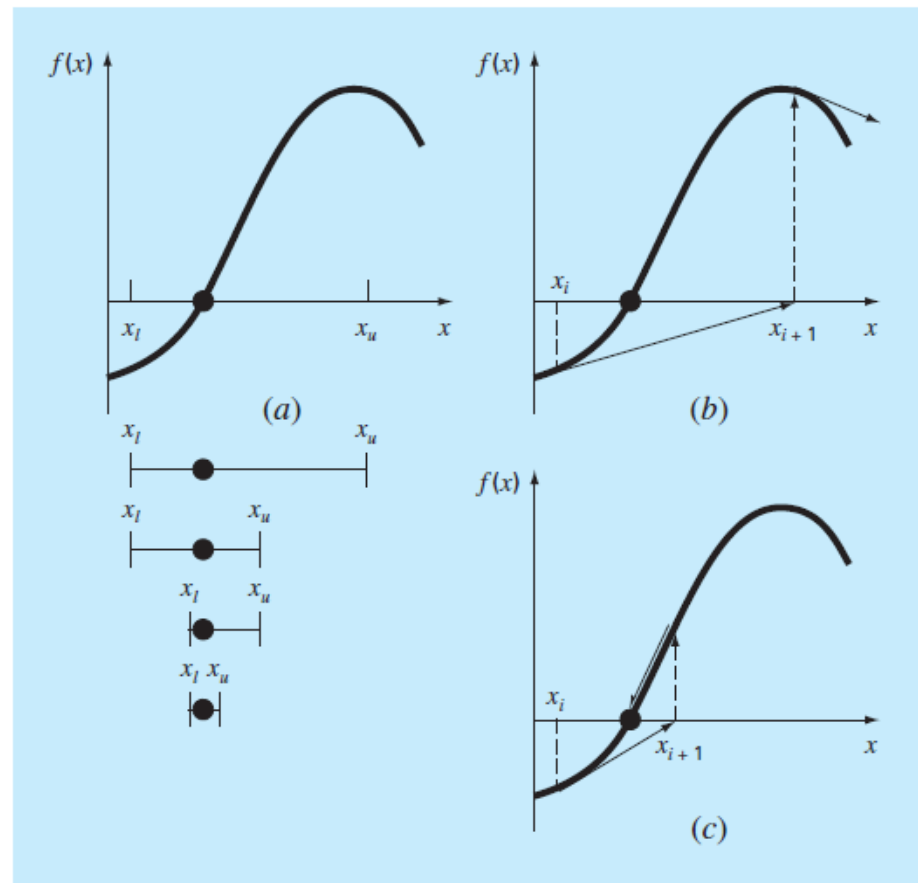 f(x)
x_l
x_u
x
(a)
x_l
x_u
x_l
x_u
x_l
x_u
x_l
x_u
f(x)
x_i
x_{i + 1}
x
(b)
f(x)
x_i
x_{i + 1}
x
(c)